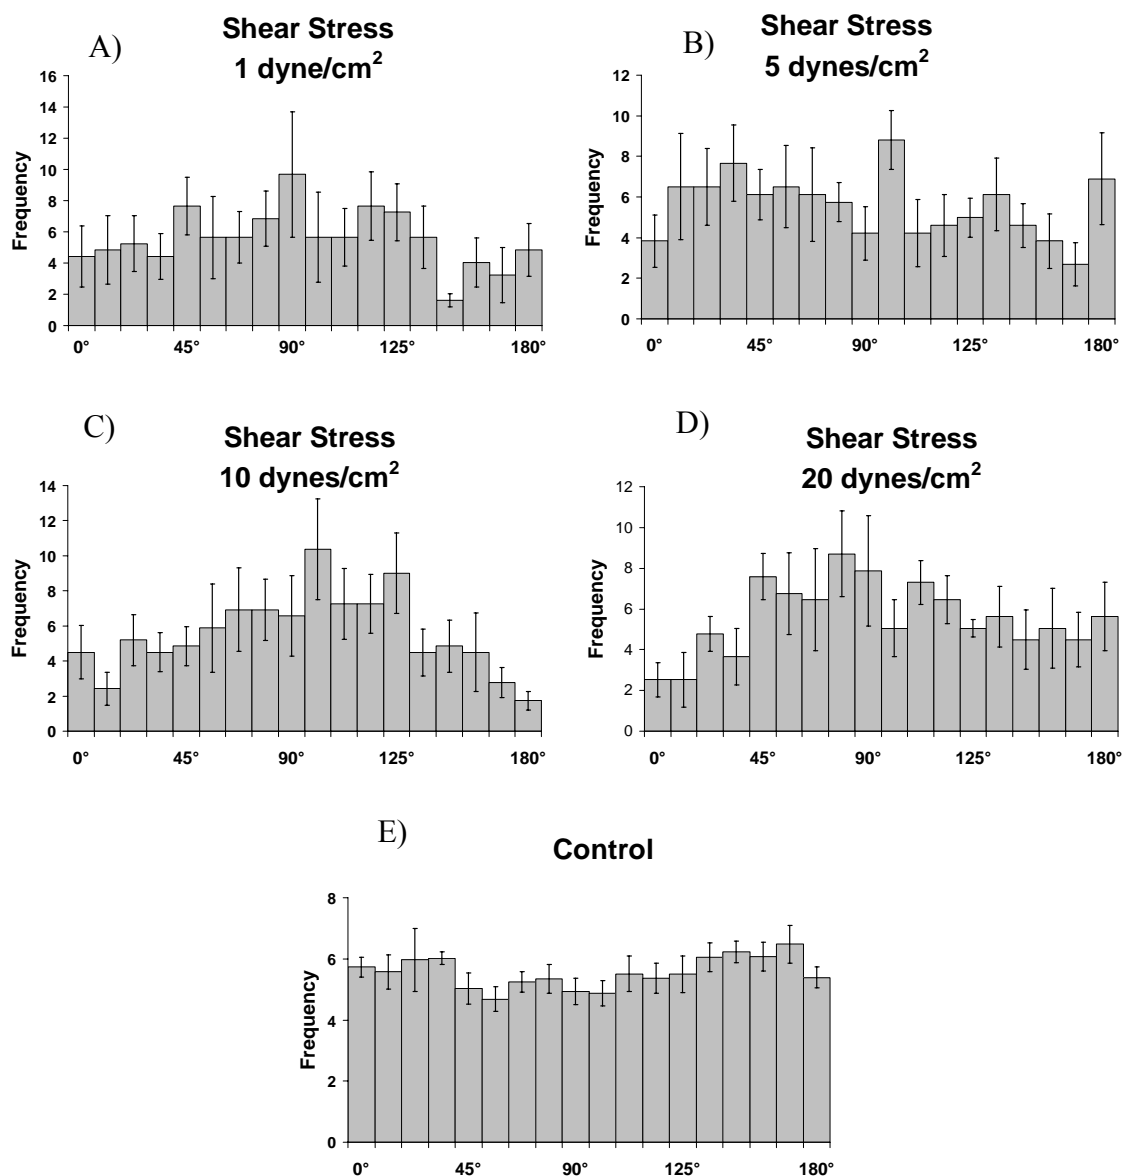 A)
Shear Stress
1 dyne/cm²
Frequency
16
14
12
10
8
6
4
2
0
0° 45° 90° 125° 180°
B)
Shear Stress
5 dynes/cm²
Frequency
12
10
8
6
4
2
0
0° 45° 90° 125° 180°
C)
Shear Stress
10 dynes/cm²
Frequency
14
12
10
8
6
4
2
0
0° 45° 90° 125° 180°
D)
Shear Stress
20 dynes/cm²
Frequency
12
10
8
6
4
2
0
0° 45° 90° 125° 180°
E)
Control
Frequency
8
6
4
2
0
0° 45° 90° 125° 180°